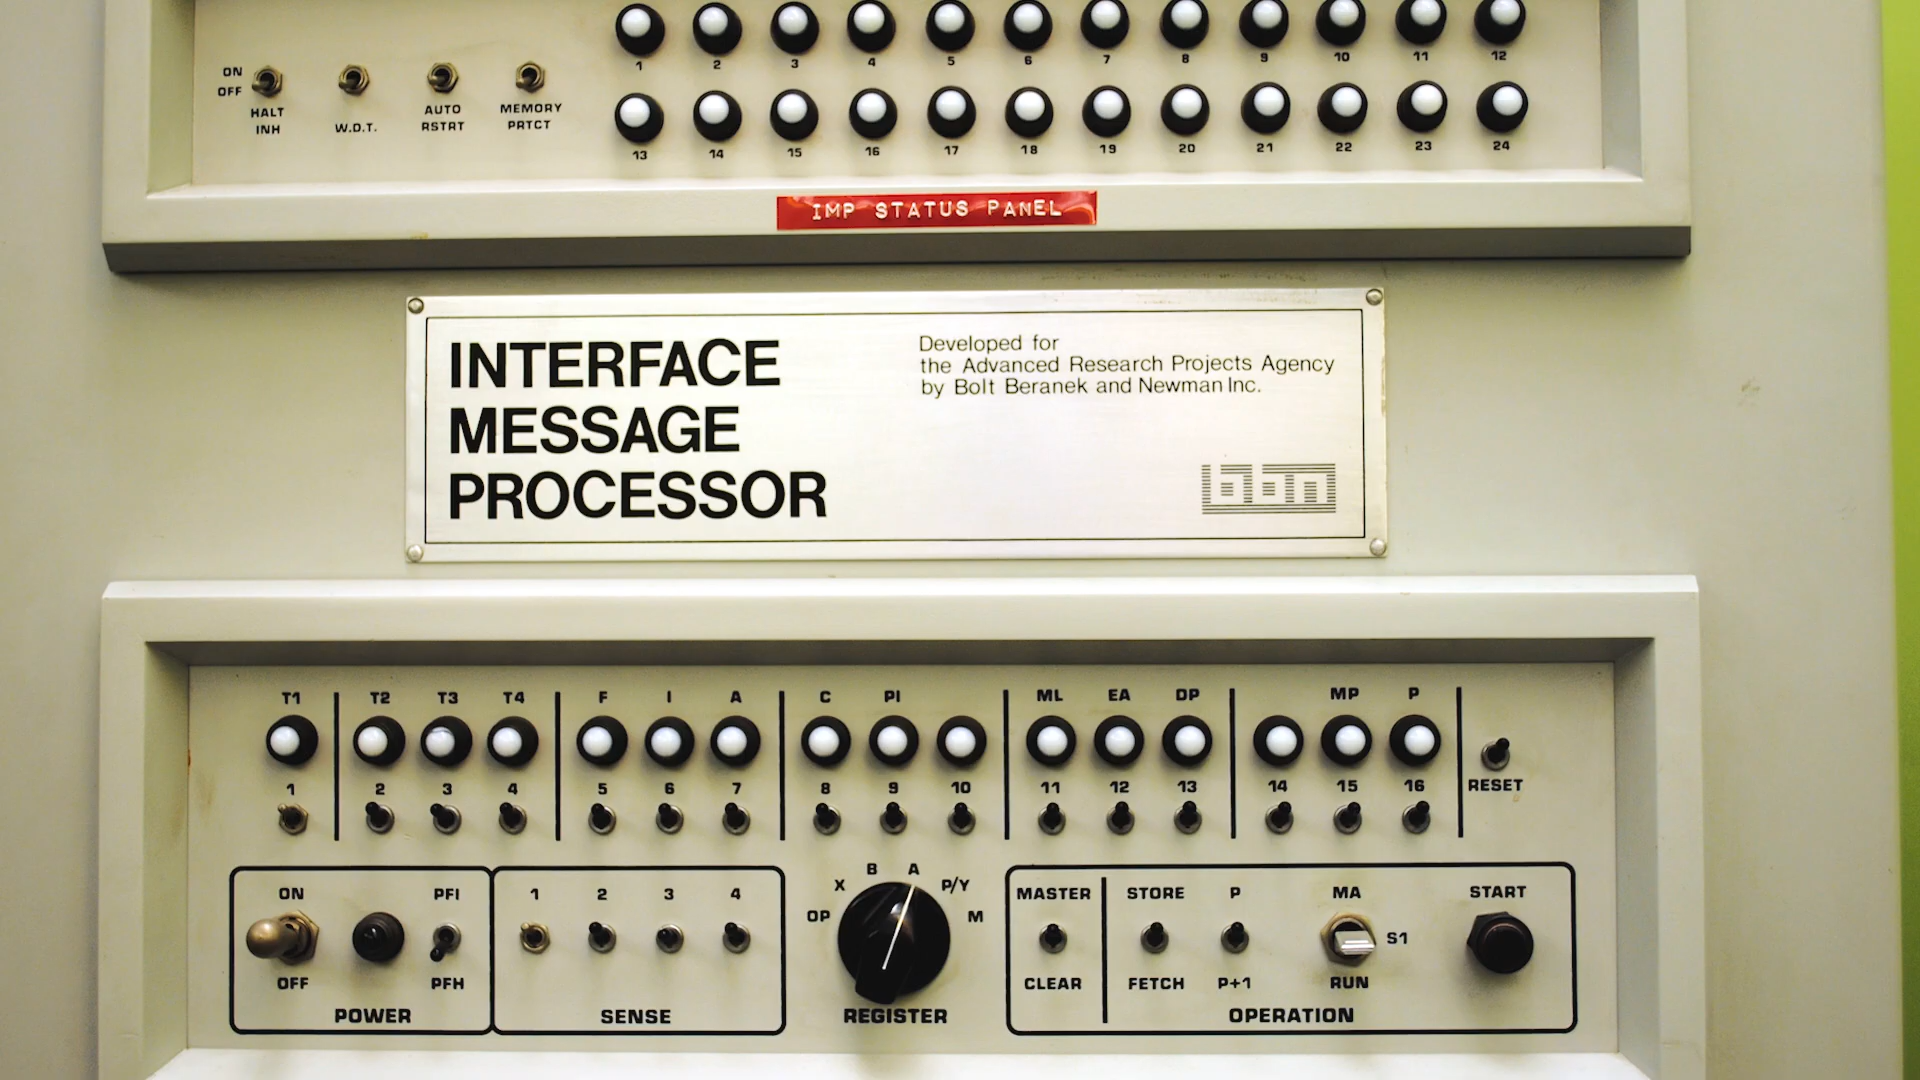 1 2 3 4 5 6 7 8 9 10 11 12
ON
OFF
HALT
INH
W.D.T.
AUTO
RSTRT
MEMORY
PRTCT
13 14 15 16 17 18 19 20 21 22 23 24
IMP STATUS PANEL
INTERFACE
MESSAGE
PROCESSOR
Developed for
the Advanced Research Projects Agency
by Bolt Beranek and Newman Inc.
bbn
T1 T2 T3 T4 F I A C PI ML EA DP MP P
1 2 3 4 5 6 7 8 9 10 11 12 13 14 15 16
RESET
ON
OFF
PFI
PFH
POWER
1 2 3 4
SENSE
OP X B A P/Y M
REGISTER
MASTER
CLEAR
STORE
FETCH
P
P+1
MA
S1
RUN
START
OPERATION